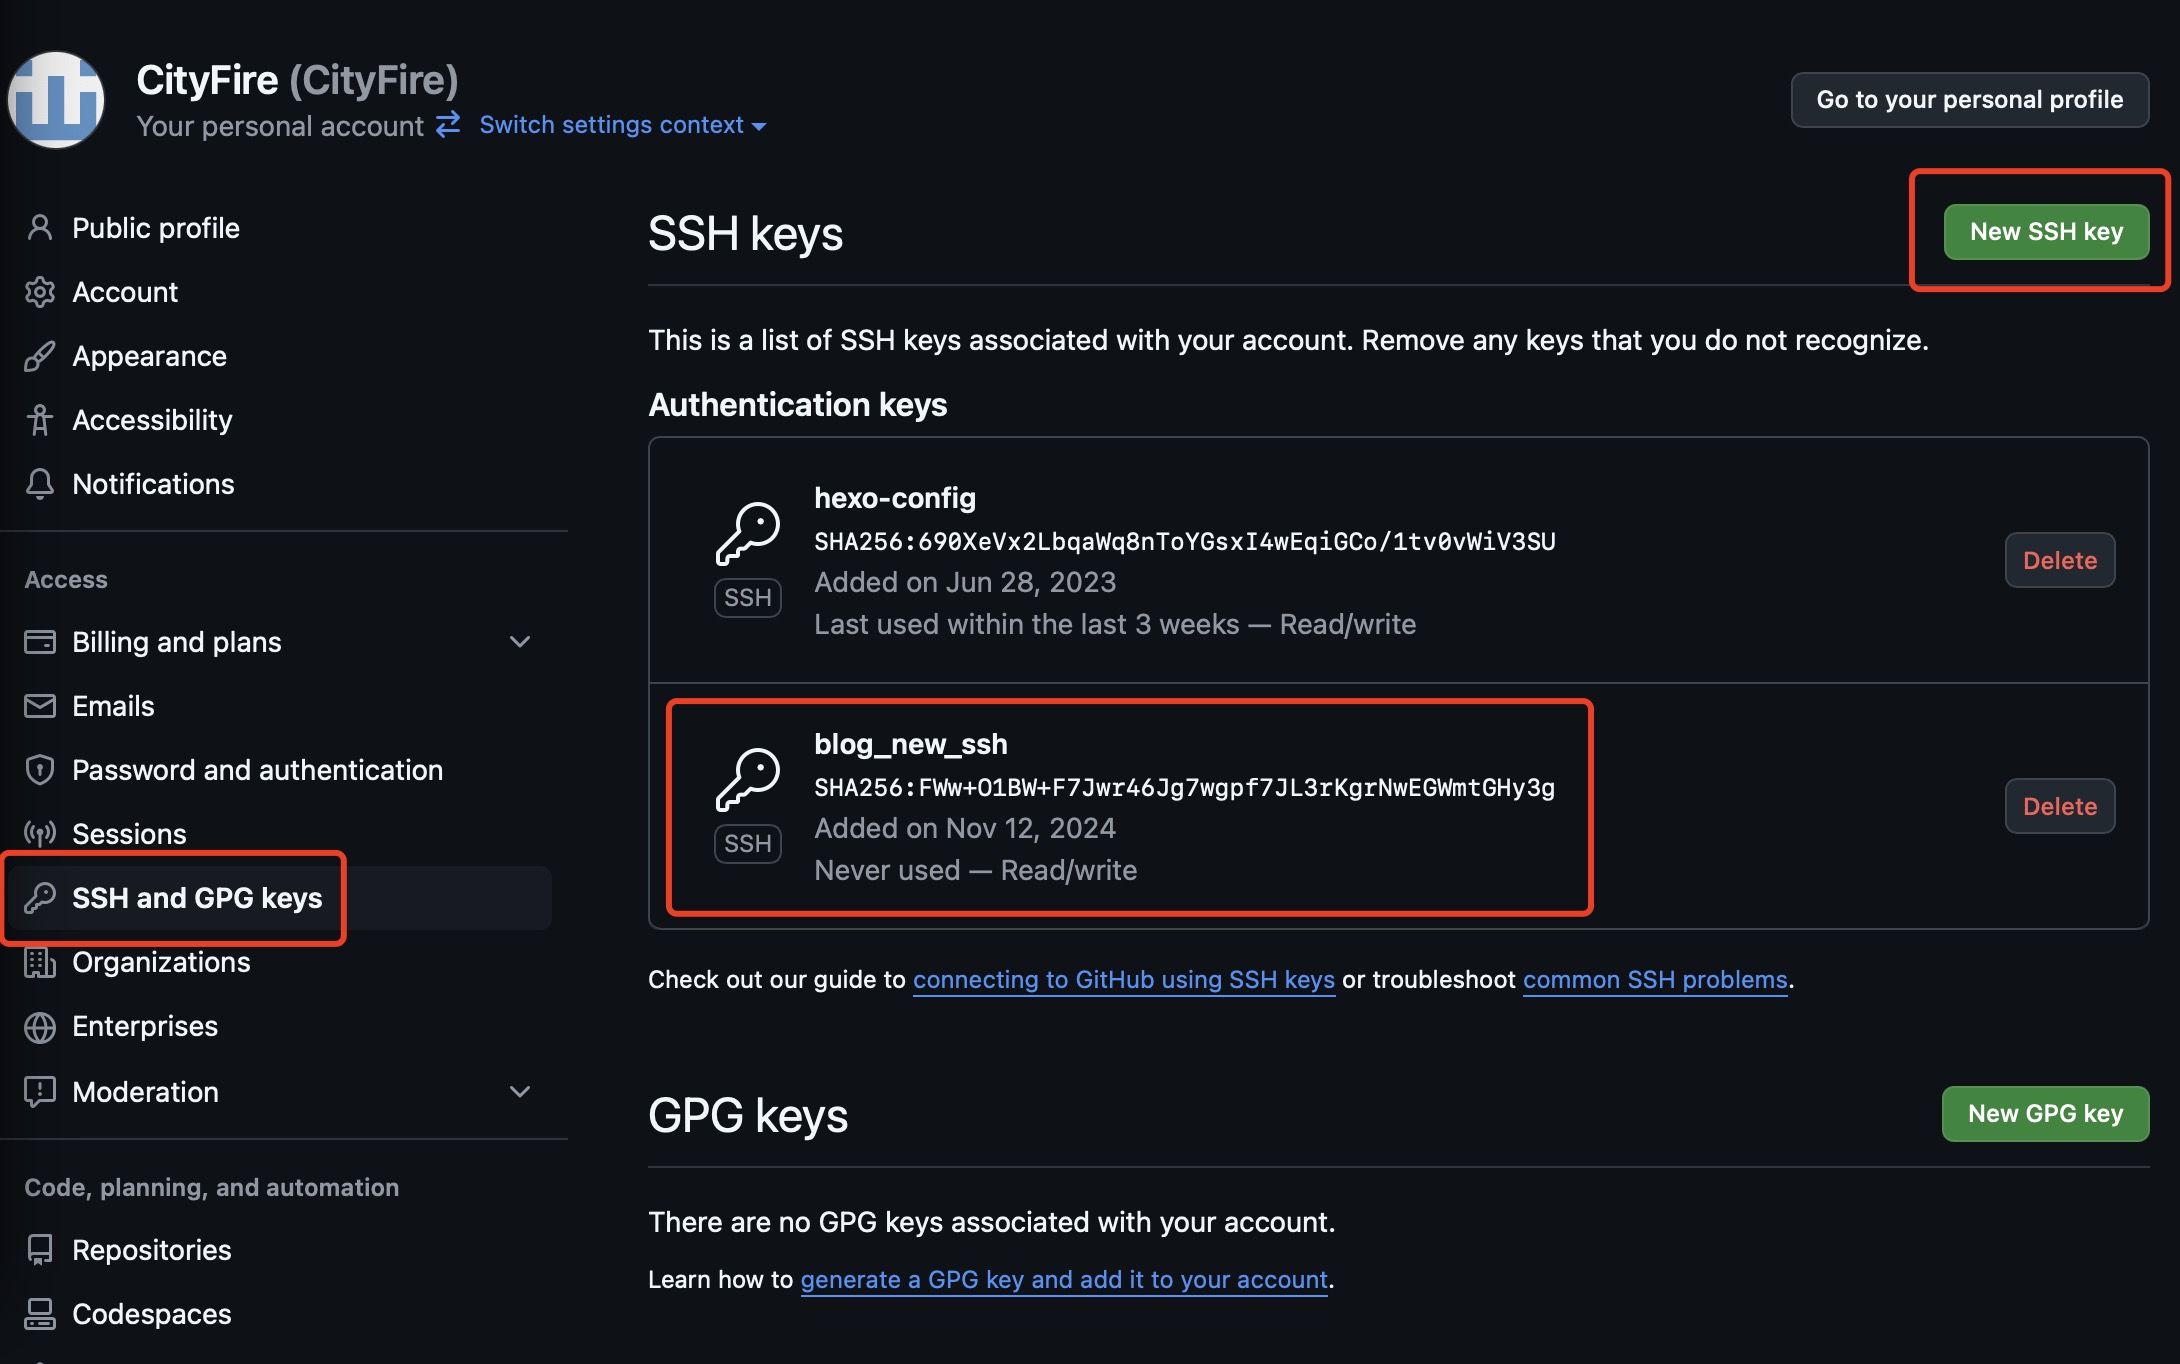 CityFire (CityFire)
Your personal account Switch settings context
Go to your personal profile
Public profile
Account
Appearance
Accessibility
Notifications
Access
Billing and plans
Emails
Password and authentication
Sessions
SSH and GPG keys
Organizations
Enterprises
Moderation
Code, planning, and automation
Repositories
Codespaces
SSH keys
New SSH key
This is a list of SSH keys associated with your account. Remove any keys that you do not recognize.
Authentication keys
hexo-config
SHA256:690XeVx2LbqaWq8nToYGsxI4wEqiGCo/1tv0vWiV3SU
Added on Jun 28, 2023
Last used within the last 3 weeks — Read/write
SSH
Delete
blog_new_ssh
SHA256:FWw+O1BW+F7Jwr46Jg7wgpf7JL3rKgrNwEGWmtGHy3g
Added on Nov 12, 2024
Never used — Read/write
SSH
Delete
Check out our guide to connecting to GitHub using SSH keys or troubleshoot common SSH problems.
GPG keys
New GPG key
There are no GPG keys associated with your account.
Learn how to generate a GPG key and add it to your account.